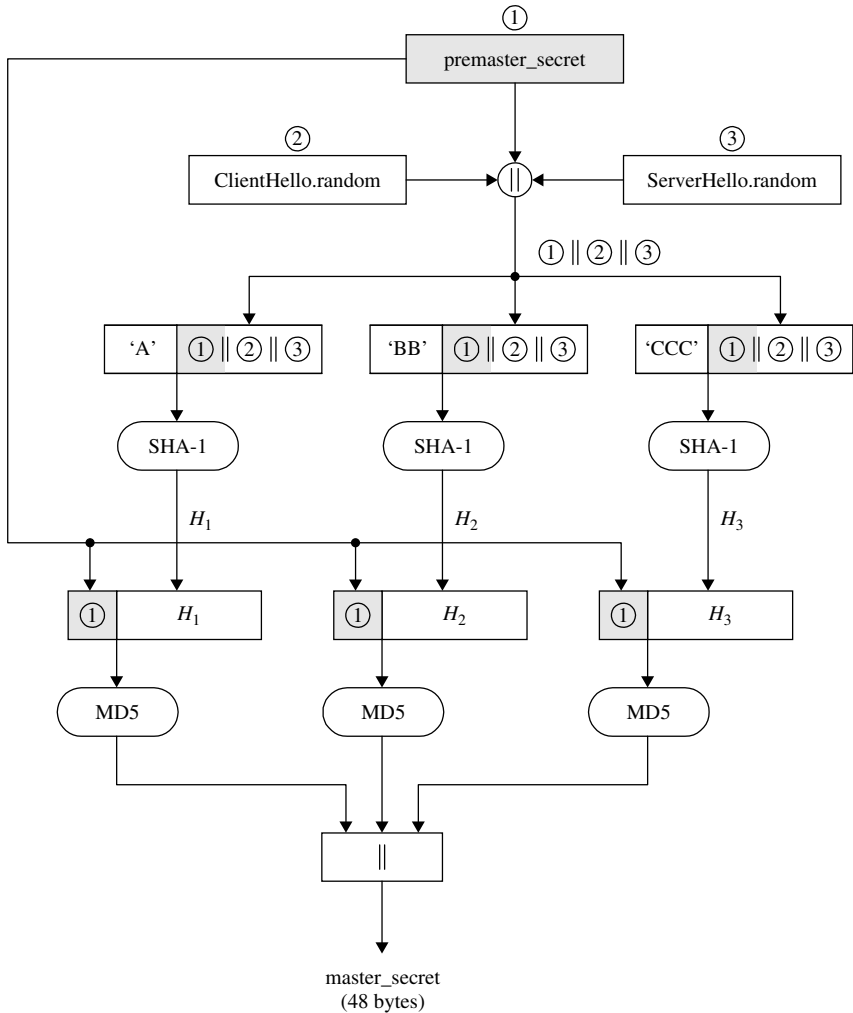 ①
premaster_secret
② ③
ClientHello.random || ServerHello.random
① || ② || ③
‘A’ ① || ② || ③ ‘BB’ ① || ② || ③ ‘CCC’ ① || ② || ③
SHA-1 SHA-1 SHA-1
H₁ H₂ H₃
① H₁ ① H₂ ① H₃
MD5 MD5 MD5
||
master_secret
(48 bytes)